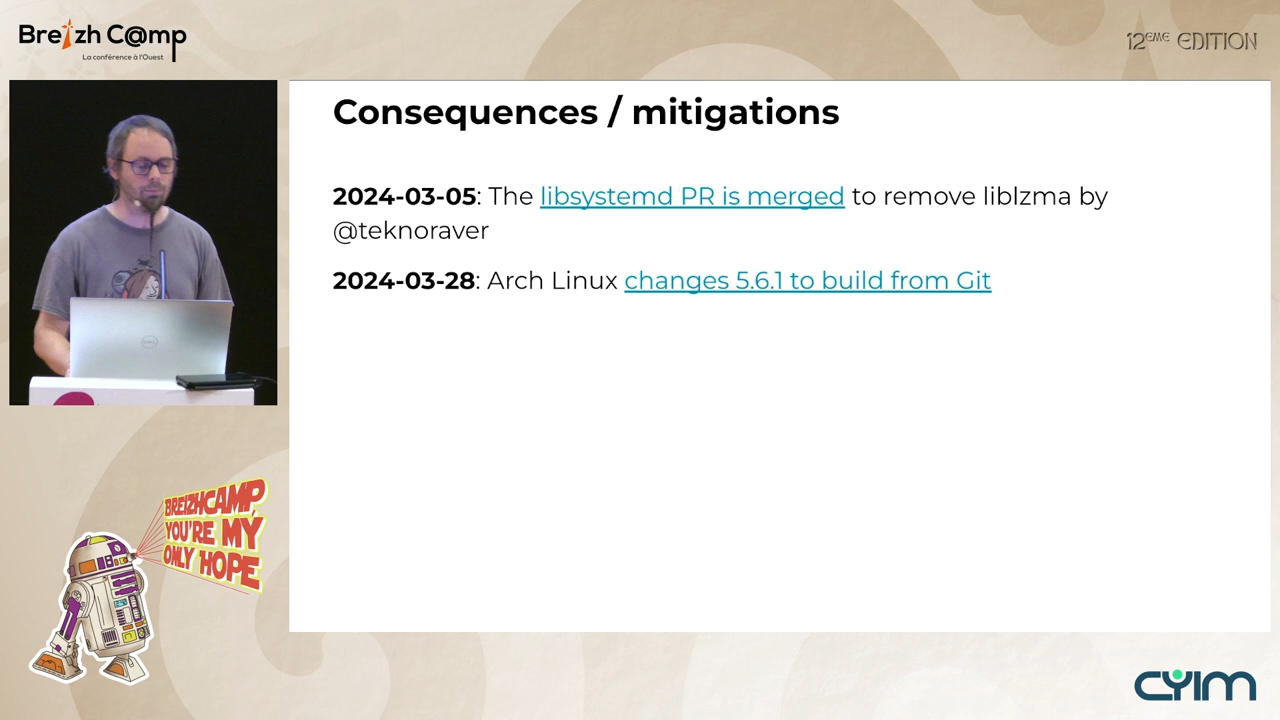 Breizh C@mp
La conférence à l'Ouest
12ÈME EDITION
Consequences / mitigations
2024-03-05: The libsystemd PR is merged to remove liblzma by
@teknoraver
2024-03-28: Arch Linux changes 5.6.1 to build from Git
DELL
BREIZHCAMP
YOU'RE MY
ONLY HOPE
CYIM